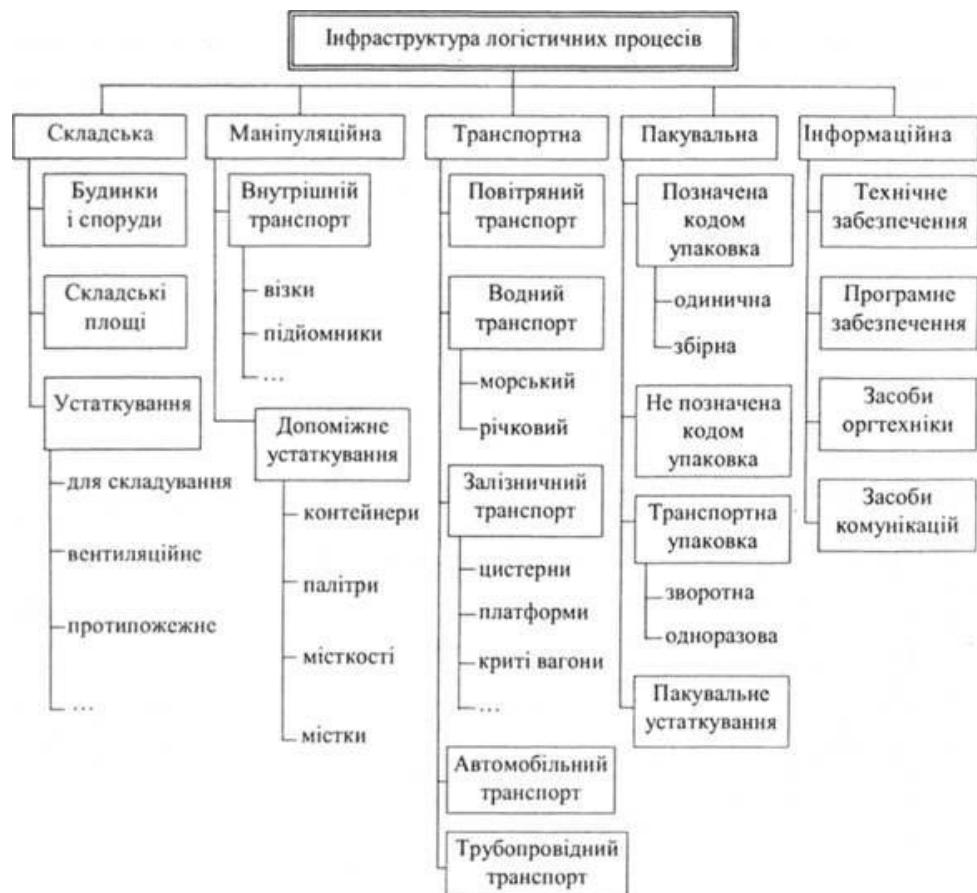 Інфраструктура логістичних процесів
Складська
Будинки
і споруди
Складські
площі
Устаткування
для складування
вентиляційне
протипожежне
…
Маніпуляційна
Внутрішній
транспорт
візки
підйомники
…
Допоміжне
устаткування
контейнери
палітри
місткості
містки
Транспортна
Повітряний
транспорт
Водний
транспорт
морський
річковий
Залізничний
транспорт
цистерни
платформи
криті вагони
…
Автомобільний
транспорт
Трубопровідний
транспорт
Пакувальна
Позначена
кодом
упаковка
одинична
збірна
Не позначена
кодом
упаковка
Транспортна
упаковка
зворотна
одноразова
Пакувальне
устаткування
Інформаційна
Технічне
забезпечення
Програмне
забезпечення
Засоби
оргтехніки
Засоби
комунікацій